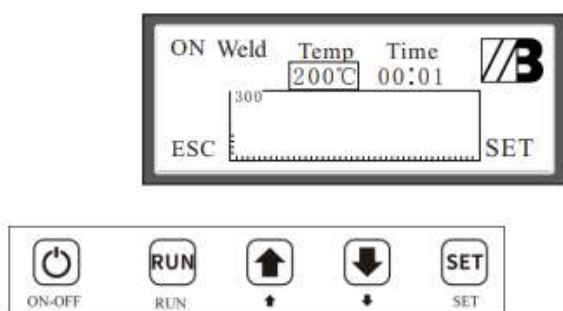 ON Weld Temp Time
200℃ 00:01
300
ESC SET
RUN SET
ON-OFF RUN ⬆ ⬇ SET